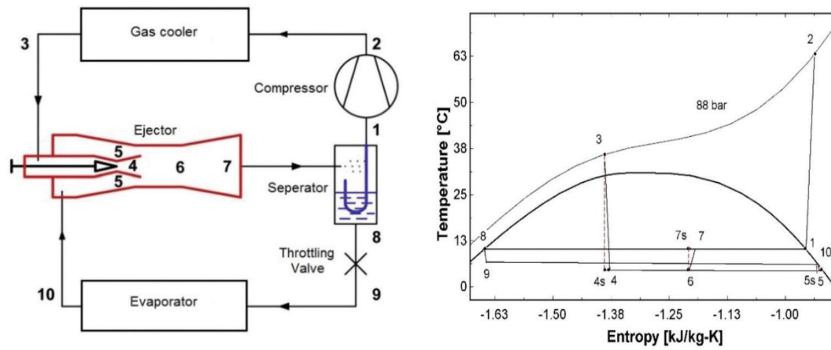 3
Gas cooler
2
Compressor
1
Ejector
5
4
6
7
5
Seperator
8
Throttling
Valve
10
Evaporator
9
Temperature [°C]
63
50
38
25
13
0
2
88 bar
3
8
7s
7
1
10
9
4s
4
6
5s
5
-1.63
-1.50
-1.38
-1.25
-1.13
-1.00
Entropy [kJ/kg-K]